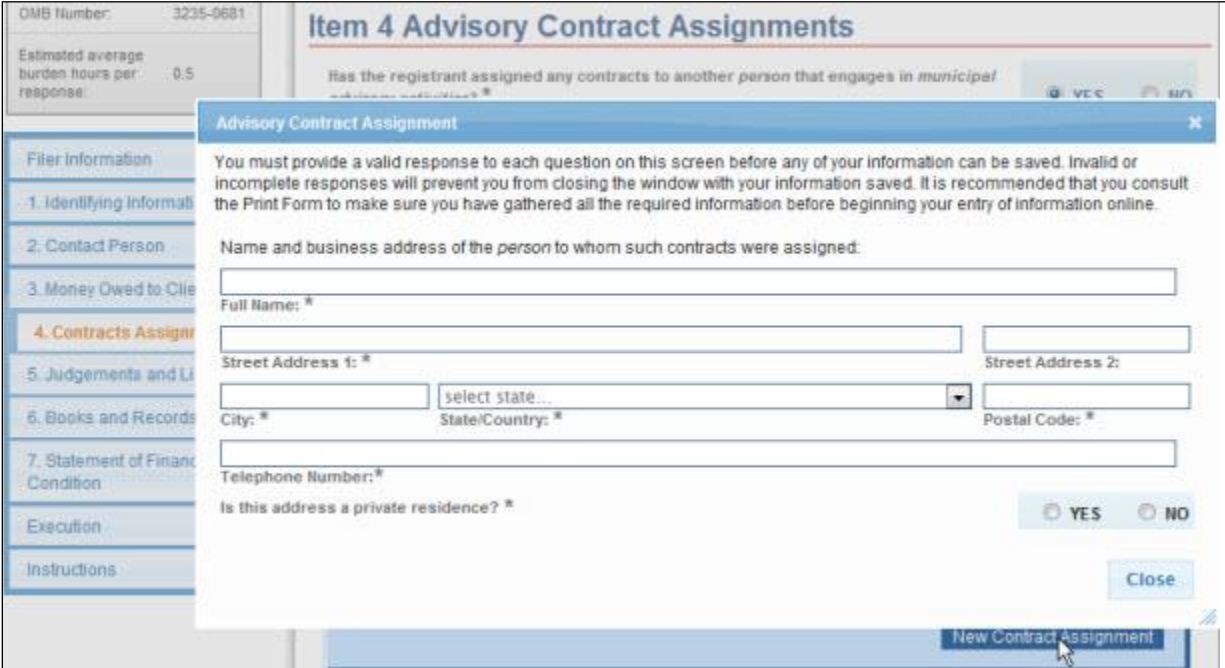 OMB Number: 3235-0681
Estimated average
burden hours per 0.5
response:
Item 4 Advisory Contract Assignments
Has the registrant assigned any contracts to another person that engages in municipal
advisory activities? *
YES NO
Filer Information
1. Identifying Informati
2. Contact Person
3. Money Owed to Clie
4. Contracts Assignm
5. Judgements and Li
6. Books and Records
7. Statement of Financ
Condition
Execution
Instructions
Advisory Contract Assignment
You must provide a valid response to each question on this screen before any of your information can be saved. Invalid or
incomplete responses will prevent you from closing the window with your information saved. It is recommended that you consult
the Print Form to make sure you have gathered all the required information before beginning your entry of information online.
Name and business address of the person to whom such contracts were assigned:
Full Name: *
Street Address 1: * Street Address 2:
select state...
City: * State/Country: * Postal Code: *
Telephone Number:*
Is this address a private residence? * YES NO
Close
New Contract Assignment